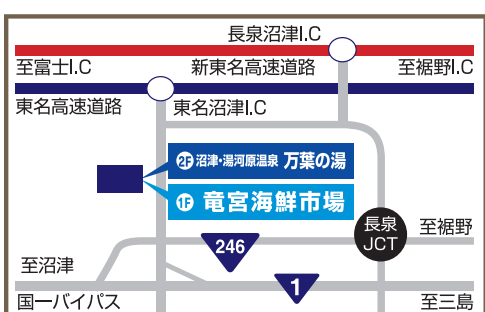 長泉沼津I.C
至富士I.C
新東名高速道路
至裾野I.C
東名高速道路
東名沼津I.C
2F 沼津・湯河原温泉 万葉の湯
1F 竜宮海鮮市場
長泉
JCT
至裾野
246
至沼津
1
国一バイパス
至三島